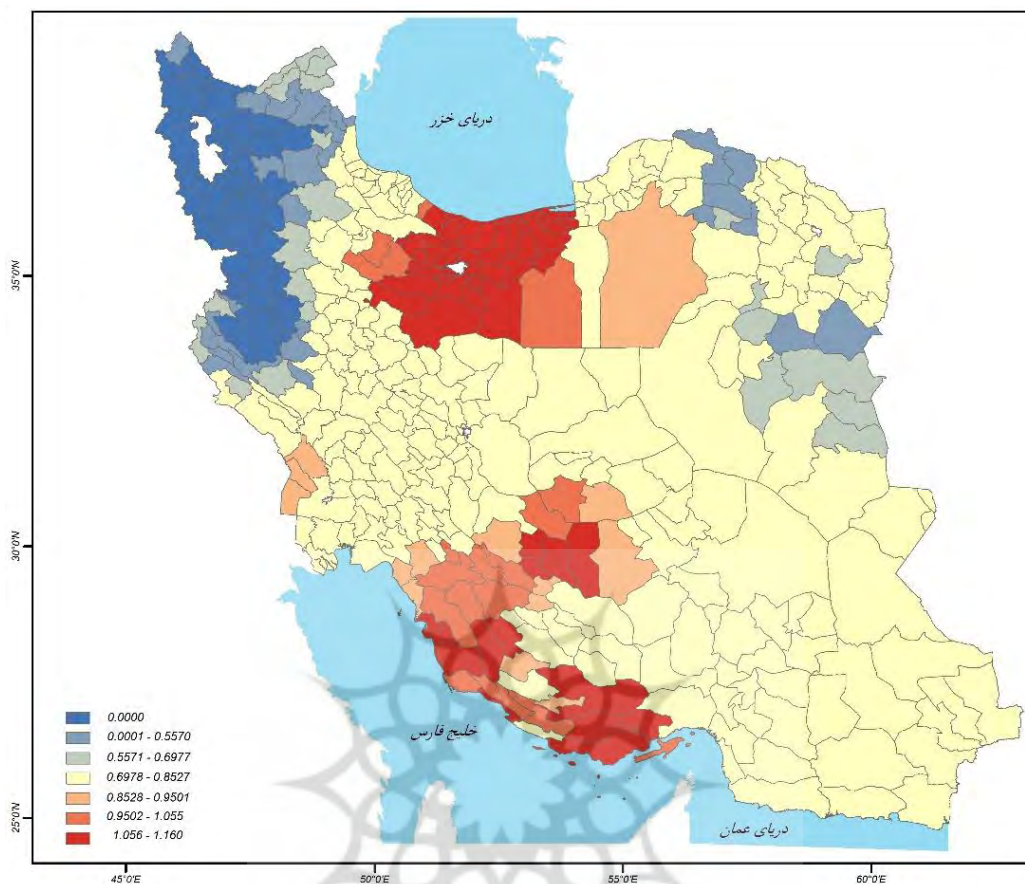 دریای خزر
35°0'N
30°0'N
25°0'N
خلیج فارس
دریای عمان
0.0000
0.0001 - 0.5570
0.5571 - 0.6977
0.6978 - 0.8527
0.8528 - 0.9501
0.9502 - 1.055
1.056 - 1.160
45°0'E
50°0'E
55°0'E
60°0'E